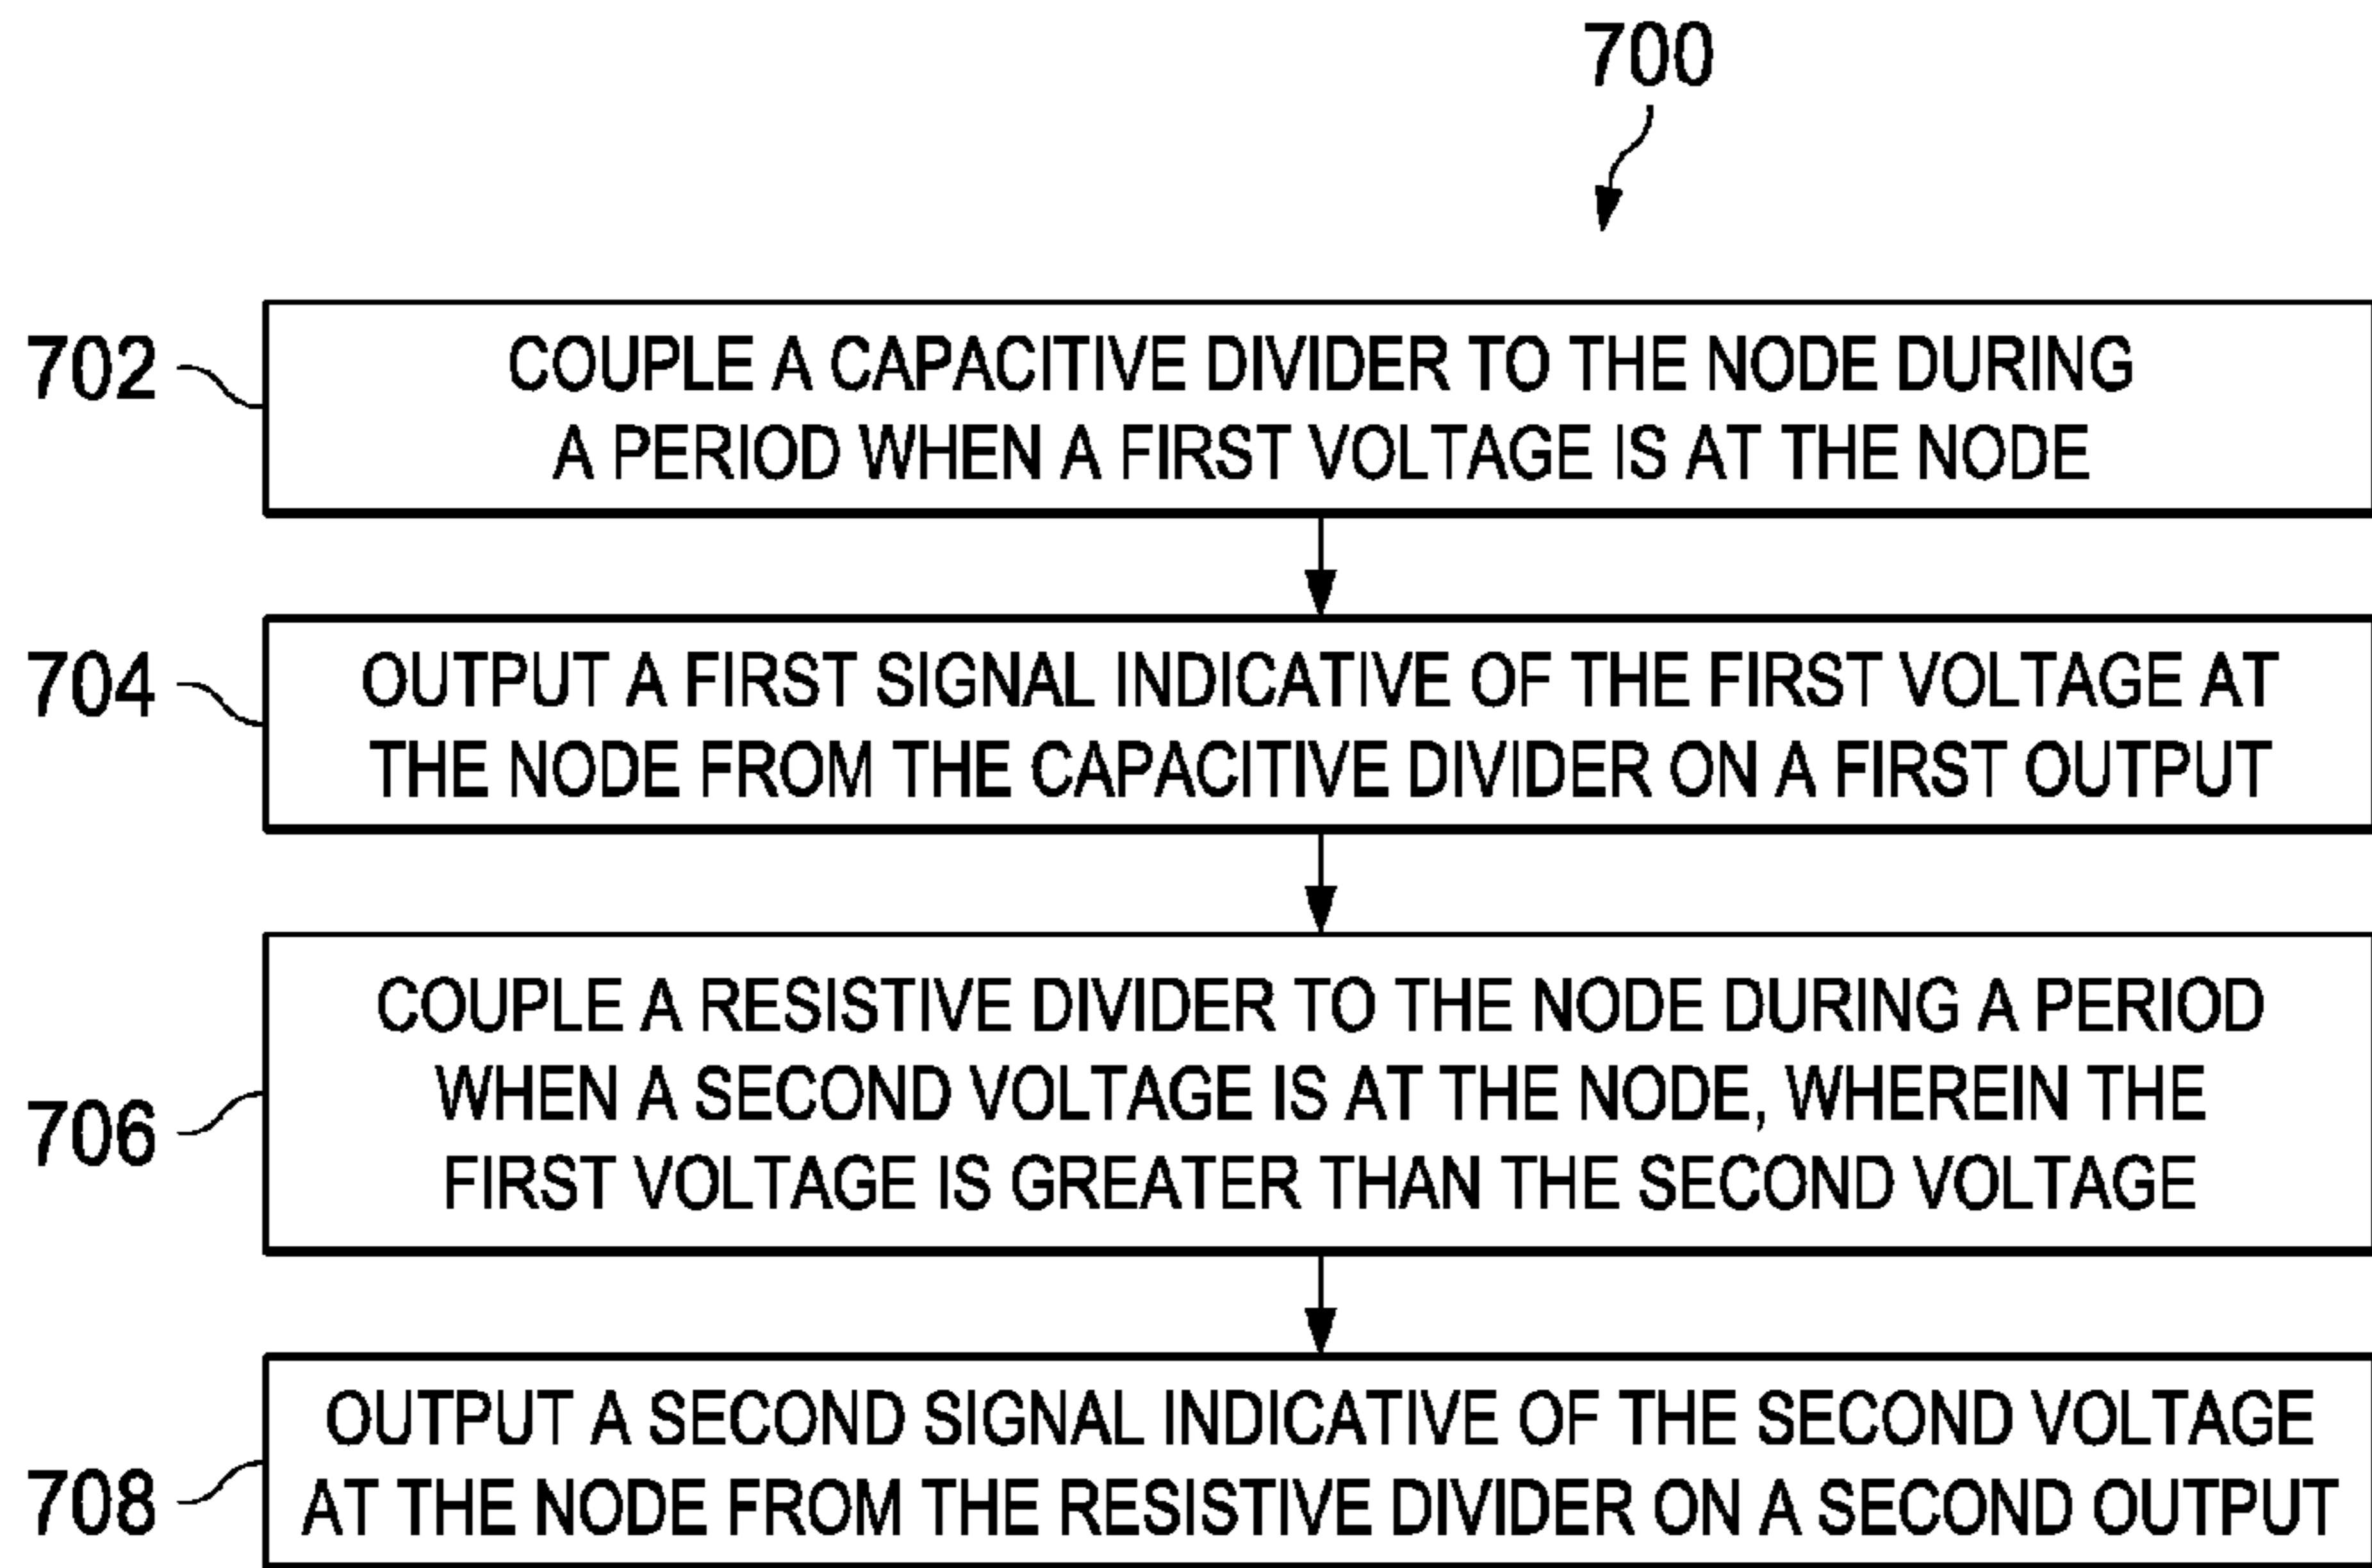 700
702
COUPLE A CAPACITIVE DIVIDER TO THE NODE DURING
A PERIOD WHEN A FIRST VOLTAGE IS AT THE NODE
704
OUTPUT A FIRST SIGNAL INDICATIVE OF THE FIRST VOLTAGE AT
THE NODE FROM THE CAPACITIVE DIVIDER ON A FIRST OUTPUT
706
COUPLE A RESISTIVE DIVIDER TO THE NODE DURING A PERIOD
WHEN A SECOND VOLTAGE IS AT THE NODE, WHEREIN THE
FIRST VOLTAGE IS GREATER THAN THE SECOND VOLTAGE
708
OUTPUT A SECOND SIGNAL INDICATIVE OF THE SECOND VOLTAGE
AT THE NODE FROM THE RESISTIVE DIVIDER ON A SECOND OUTPUT